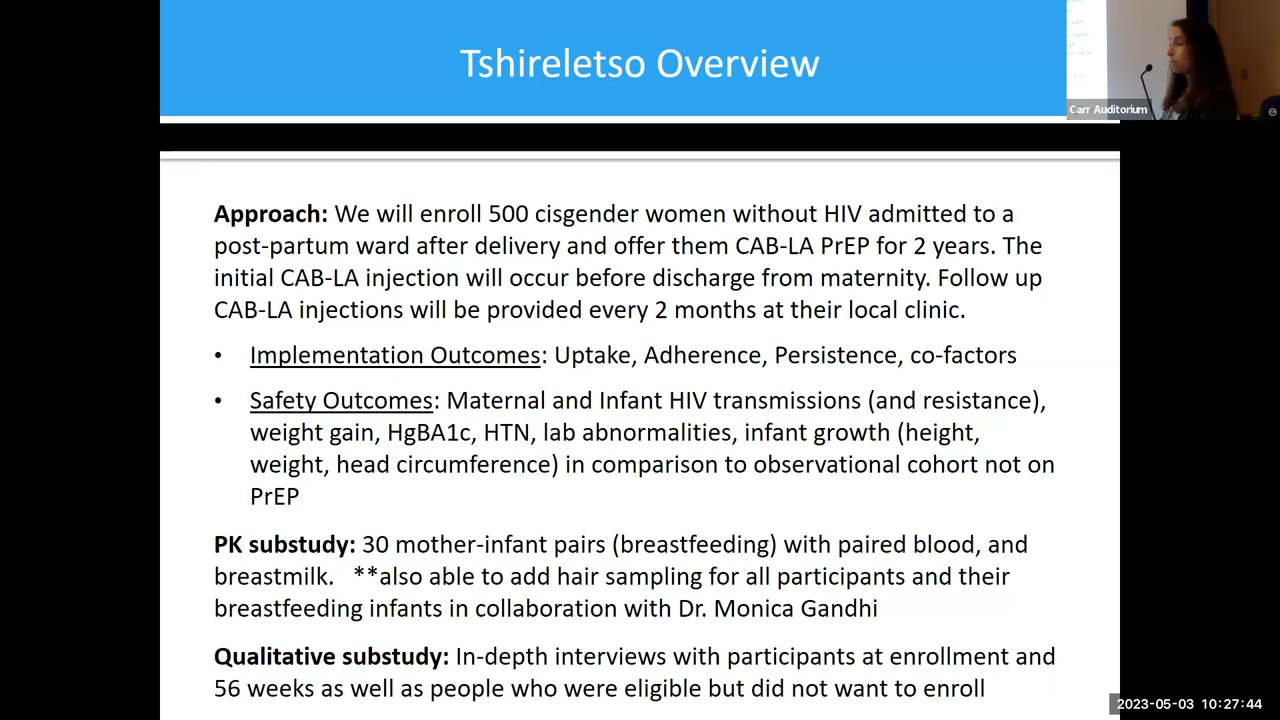 Tshireletso Overview
Carr Auditorium
Approach: We will enroll 500 cisgender women without HIV admitted to a
post-partum ward after delivery and offer them CAB-LA PrEP for 2 years. The
initial CAB-LA injection will occur before discharge from maternity. Follow up
CAB-LA injections will be provided every 2 months at their local clinic.
• Implementation Outcomes: Uptake, Adherence, Persistence, co-factors
• Safety Outcomes: Maternal and Infant HIV transmissions (and resistance),
weight gain, HgBA1c, HTN, lab abnormalities, infant growth (height,
weight, head circumference) in comparison to observational cohort not on
PrEP
PK substudy: 30 mother-infant pairs (breastfeeding) with paired blood, and
breastmilk. **also able to add hair sampling for all participants and their
breastfeeding infants in collaboration with Dr. Monica Gandhi
Qualitative substudy: In-depth interviews with participants at enrollment and
56 weeks as well as people who were eligible but did not want to enroll
2023-05-03 10:27:44